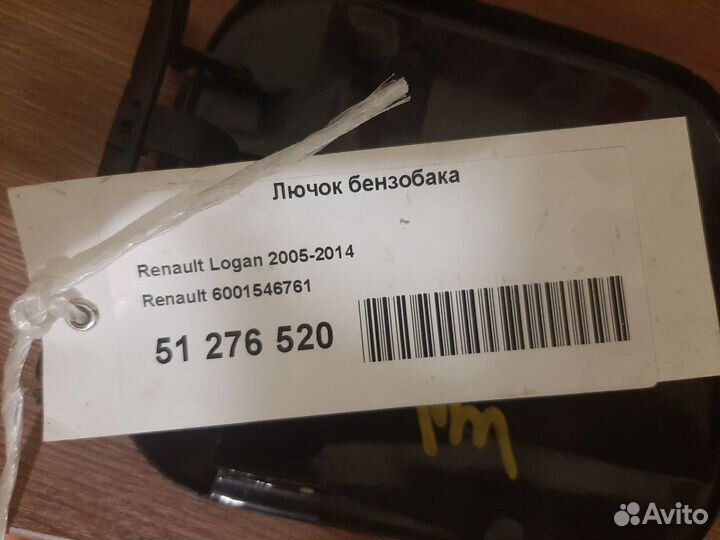 Лючок бензобака
Renault Logan 2005-2014
Renault 6001546761
51 276 520
Avito